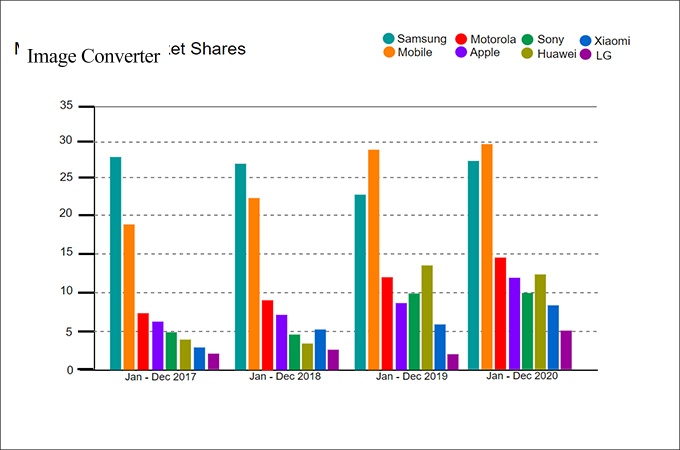 Image Converter ket Shares
Samsung Motorola Sony Xiaomi
Mobile Apple Huawei LG
35
30
25
20
15
10
5
0
Jan - Dec 2017 Jan - Dec 2018 Jan - Dec 2019 Jan - Dec 2020